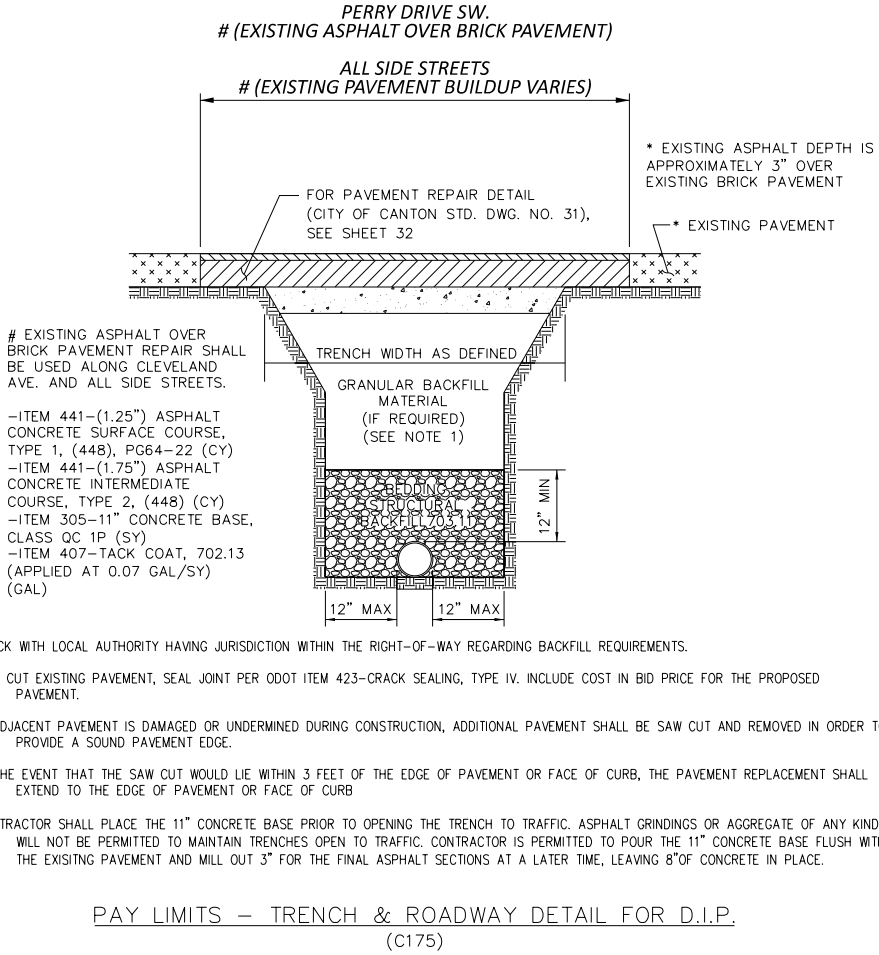 PERRY DRIVE SW.
# (EXISTING ASPHALT OVER BRICK PAVEMENT)
ALL SIDE STREETS
# (EXISTING PAVEMENT BUILDUP VARIES)
* EXISTING ASPHALT DEPTH IS
APPROXIMATELY 3" OVER
EXISTING BRICK PAVEMENT
FOR PAVEMENT REPAIR DETAIL
(CITY OF CANTON STD. DWG. NO. 31),
SEE SHEET 32
* EXISTING PAVEMENT
# EXISTING ASPHALT OVER
BRICK PAVEMENT REPAIR SHALL
BE USED ALONG CLEVELAND
AVE. AND ALL SIDE STREETS.
-ITEM 441-(1.25") ASPHALT
CONCRETE SURFACE COURSE,
TYPE 1, (448), PG64-22 (CY)
-ITEM 441-(1.75") ASPHALT
CONCRETE INTERMEDIATE
COURSE, TYPE 2, (448) (CY)
-ITEM 305-11" CONCRETE BASE,
CLASS QC 1P (SY)
-ITEM 407-TACK COAT, 702.13
(APPLIED AT 0.07 GAL/SY)
(GAL)
TRENCH WIDTH AS DEFINED
GRANULAR BACKFILL
MATERIAL
(IF REQUIRED)
(SEE NOTE 1)
BEDDING
STRUCTURAL
BACKFILL703.11
12" MIN
12" MAX
12" MAX
CK WITH LOCAL AUTHORITY HAVING JURISDICTION WITHIN THE RIGHT-OF-WAY REGARDING BACKFILL REQUIREMENTS.
CUT EXISTING PAVEMENT, SEAL JOINT PER ODOT ITEM 423-CRACK SEALING, TYPE IV. INCLUDE COST IN BID PRICE FOR THE PROPOSED
PAVEMENT.
DJACENT PAVEMENT IS DAMAGED OR UNDERMINED DURING CONSTRUCTION, ADDITIONAL PAVEMENT SHALL BE SAW CUT AND REMOVED IN ORDER TO
PROVIDE A SOUND PAVEMENT EDGE.
HE EVENT THAT THE SAW CUT WOULD LIE WITHIN 3 FEET OF THE EDGE OF PAVEMENT OR FACE OF CURB, THE PAVEMENT REPLACEMENT SHALL
EXTEND TO THE EDGE OF PAVEMENT OR FACE OF CURB
TRACTOR SHALL PLACE THE 11" CONCRETE BASE PRIOR TO OPENING THE TRENCH TO TRAFFIC. ASPHALT GRINDINGS OR AGGREGATE OF ANY KIND
WILL NOT BE PERMITTED TO MAINTAIN TRENCHES OPEN TO TRAFFIC. CONTRACTOR IS PERMITTED TO POUR THE 11" CONCRETE BASE FLUSH WITH
THE EXISITNG PAVEMENT AND MILL OUT 3" FOR THE FINAL ASPHALT SECTIONS AT A LATER TIME, LEAVING 8"OF CONCRETE IN PLACE.
PAY LIMITS - TRENCH & ROADWAY DETAIL FOR D.I.P.
(C175)